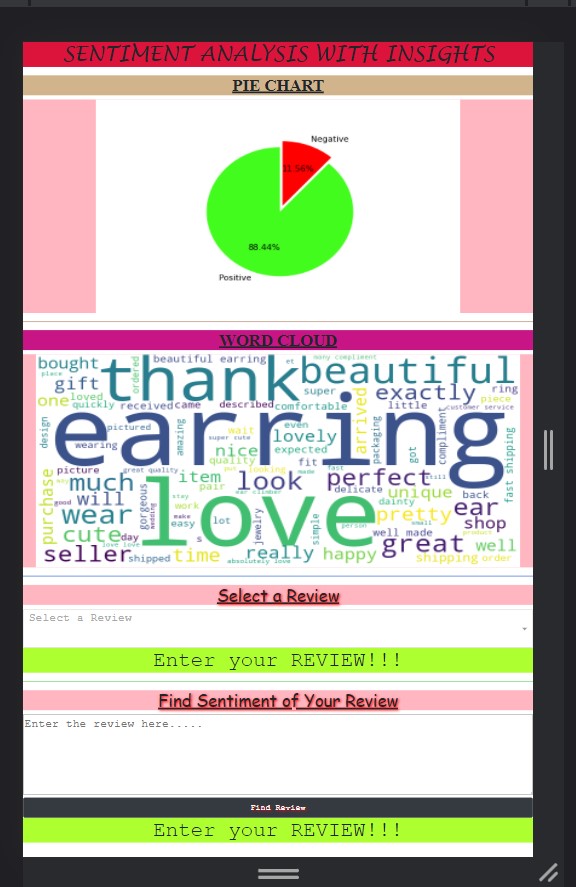 SENTIMENT ANALYSIS WITH INSIGHTS
PIE CHART
Negative
11.56%
88.44%
Positive
WORD CLOUD
bought
beautiful earring
et
many compliment
place
gift
ordered
thank
beautiful
super
exactly
ring
one
loved
quickly
received
came
described
comfortable
little
piece
customer service
earring
design
pictured
amazing
wait
super cute
even
lovely
expected
arrived
packaging
got
compliment
fast shipping
wearing
nice
quality
picture
great quality
put
looking
made
fit
fast
perfect
still
purchase
much
item
look
delicate
unique
back
will
good
gorgeous
wedding
pair
ear climber
dainty
ear
stay
love
wear
make
work
easy
lot
jewelry
simple
person
pretty
small
shop
cute
day
love love
s
well made
product
great
well
seller
shipped
time
really
absolutely love
happy
shipping
order
Select a Review
Select a Review
Enter your REVIEW!!!
Find Sentiment of Your Review
Enter the review here.....
Find Review
Enter your REVIEW!!!